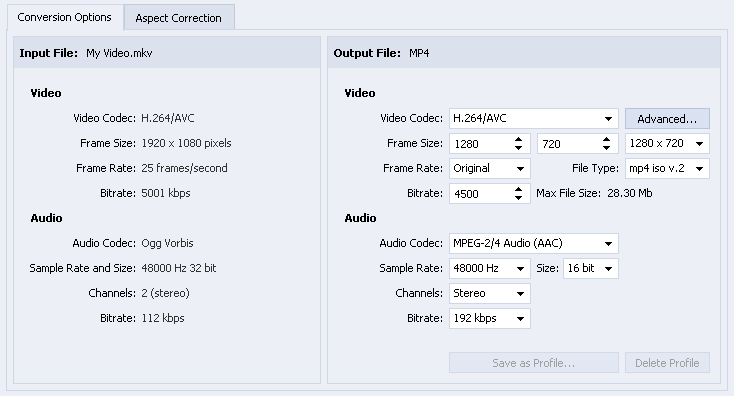 Conversion Options
Aspect Correction
Input File: My Video.mkv
Video
Video Codec: H.264/AVC
Frame Size: 1920 x 1080 pixels
Frame Rate: 25 frames/second
Bitrate: 5001 kbps
Audio
Audio Codec: Ogg Vorbis
Sample Rate and Size: 48000 Hz 32 bit
Channels: 2 (stereo)
Bitrate: 112 kbps
Output File: MP4
Video
Video Codec: H.264/AVC Advanced...
Frame Size: 1280 720 1280 x 720
Frame Rate: Original File Type: mp4 iso v.2
Bitrate: 4500 Max File Size: 28.30 Mb
Audio
Audio Codec: MPEG-2/4 Audio (AAC)
Sample Rate: 48000 Hz Size: 16 bit
Channels: Stereo
Bitrate: 192 kbps
Save as Profile... Delete Profile